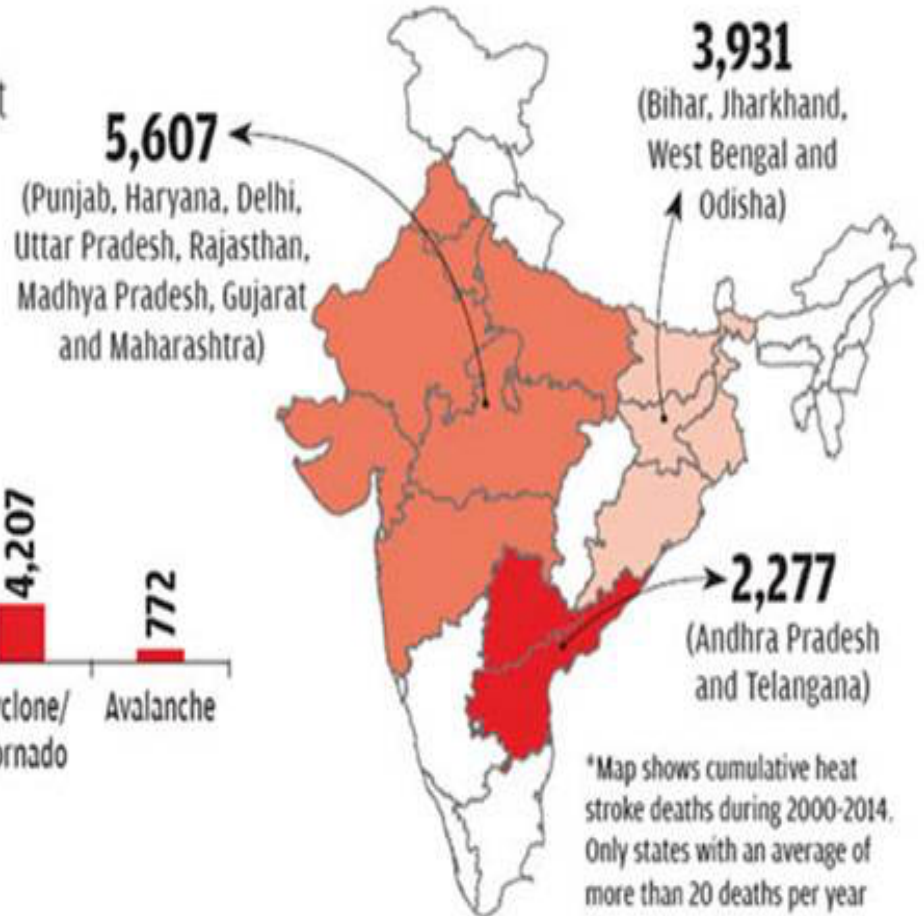 5,607
(Punjab, Haryana, Delhi,
Uttar Pradesh, Rajasthan,
Madhya Pradesh, Gujarat
and Maharashtra)
3,931
(Bihar, Jharkhand,
West Bengal and
Odisha)
4,207
772
Avalanche
2,277
(Andhra Pradesh
and Telangana)
*Map shows cumulative heat
stroke deaths during 2000-2014.
Only states with an average of
more than 20 deaths per year